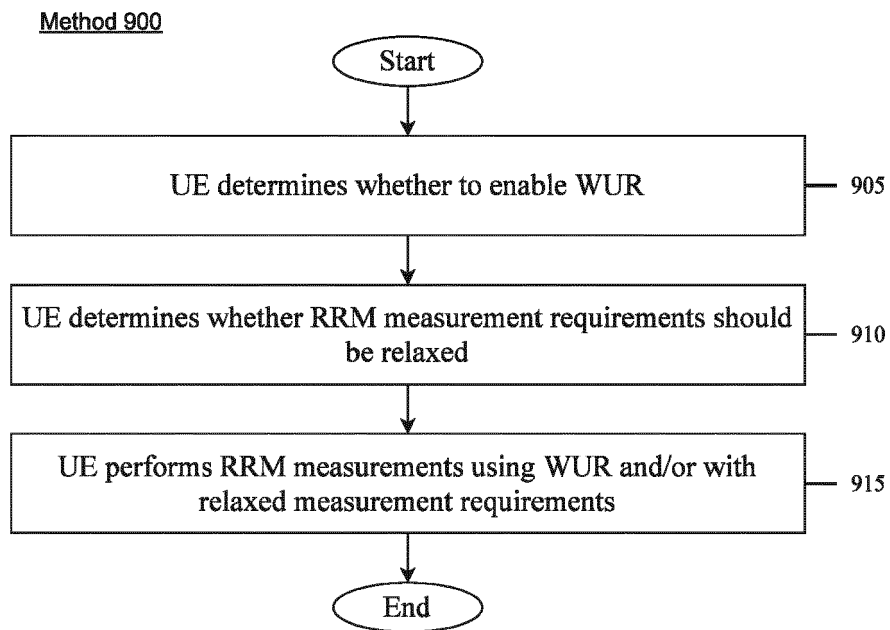 Method 900
Start
UE determines whether to enable WUR
905
UE determines whether RRM measurement requirements should
be relaxed
910
UE performs RRM measurements using WUR and/or with
relaxed measurement requirements
915
End